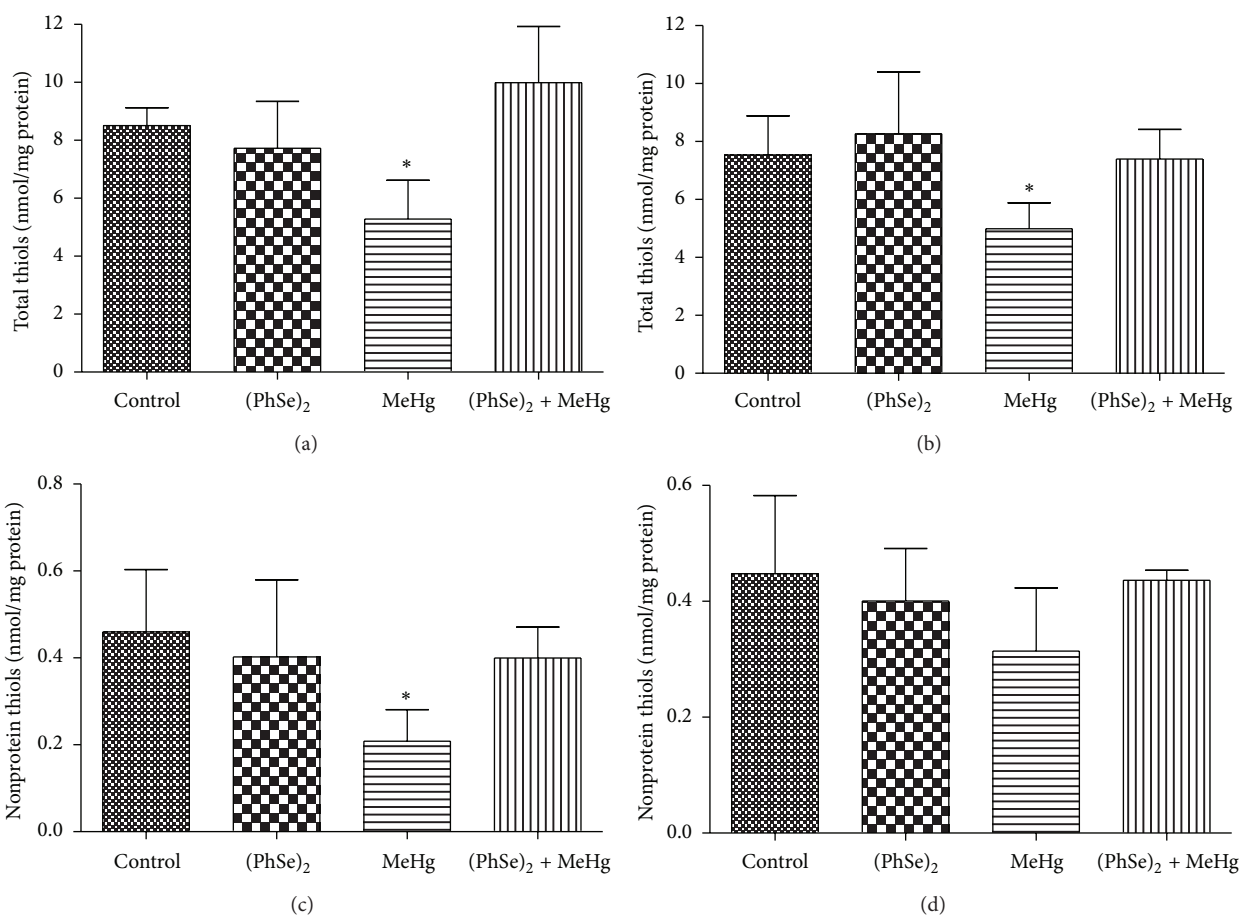 Total thiols (nmol/mg protein)
12
10
8
6
4
2
0
*
Control
(PhSe)₂
MeHg
(PhSe)₂ + MeHg
(a)
Total thiols (nmol/mg protein)
12
10
8
6
4
2
0
*
Control
(PhSe)₂
MeHg
(PhSe)₂ + MeHg
(b)
Nonprotein thiols (nmol/mg protein)
0.8
0.6
0.4
0.2
0.0
*
Control
(PhSe)₂
MeHg
(PhSe)₂ + MeHg
(c)
Nonprotein thiols (nmol/mg protein)
0.6
0.4
0.2
0.0
Control
(PhSe)₂
MeHg
(PhSe)₂ + MeHg
(d)